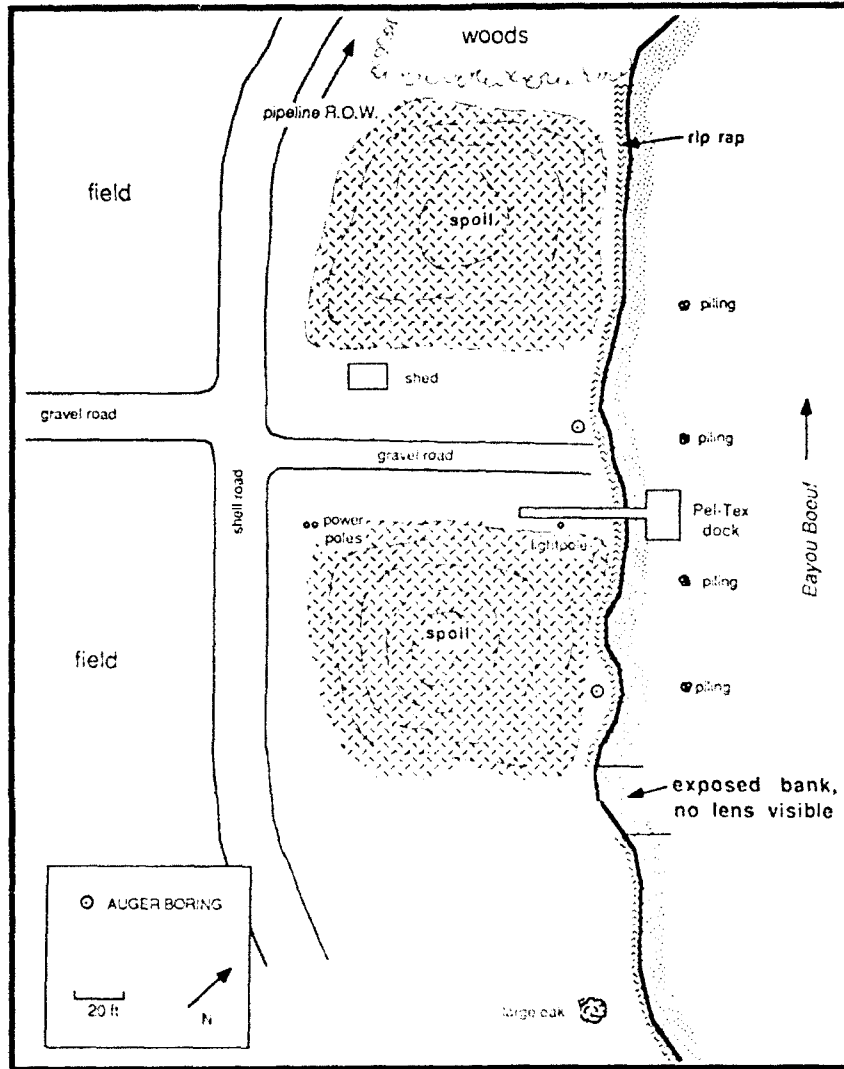 woods
pipeline R.O.W.
rip rap
field
spoil
piling
shed
gravel road
piling
gravel road
shell road
power
poles
lightpole
Pel-Tex
dock
Bayou Boeuf
piling
spoil
field
piling
exposed bank,
no lens visible
AUGER BORING
20 ft
N
large oak